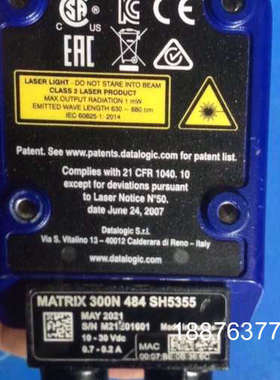 SA
C US
EAC
LASER LIGHT - DO NOT STARE INTO BEAM
CLASS 2 LASER PRODUCT
MAX. OUTPUT RADIATION 1 mW
EMITTED WAVE LENGTH 630 ~ 680 nm
IEC 60825-1: 2014
Patent. See www.patents.datalogic.com for patent list.
Complies with 21 CFR 1040. 10
except for deviations pursuant
to Laser Notice N°50.
date June 24, 2007
Datalogic S.r.l.
Via S. Vitalino 13 - 40012 Calderara di Reno - Italy
www.datalogic.com
MATRIX 300N 484 SH5355
MAY 2021
S/N M21
10 - 30 Vdc
0.7 - 0.2 A
MAC
18876377